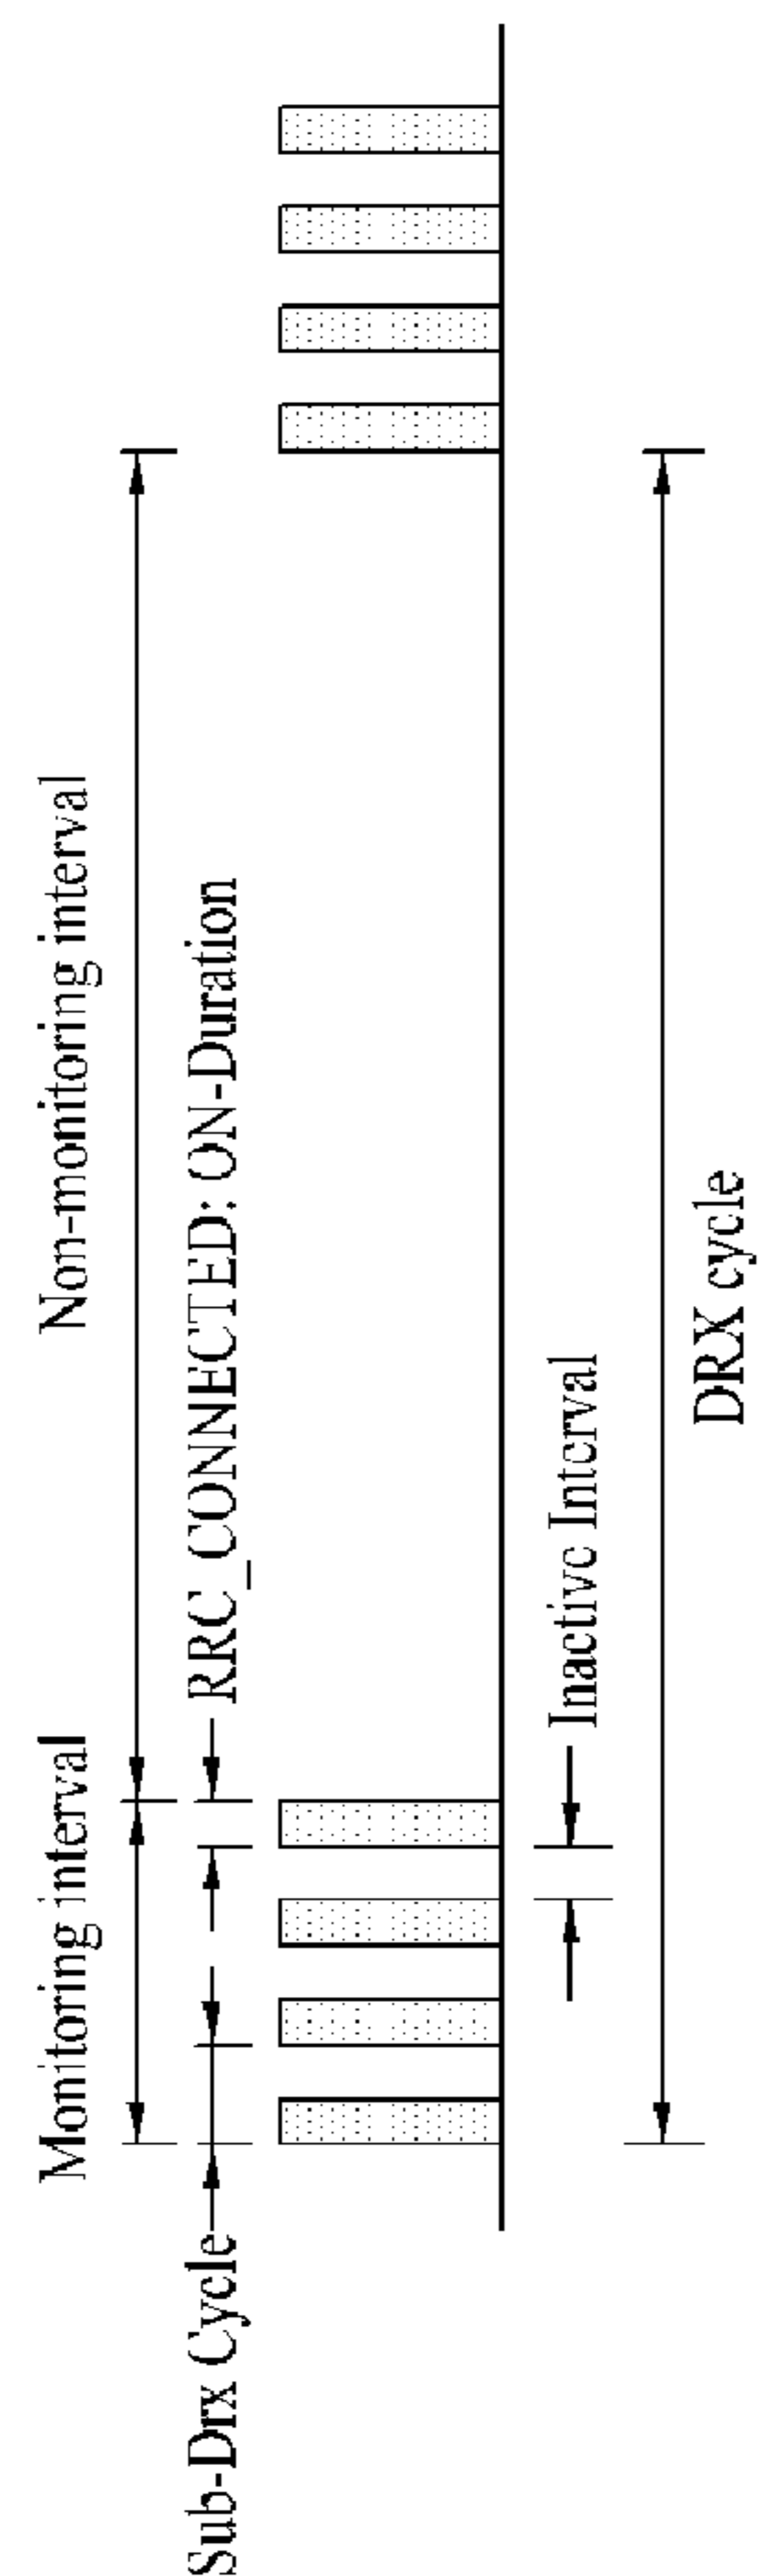 Monitoring interval
Non-monitoring interval
Sub-Drx Cycle
RRC_CONNECTED: ON-Duration
Inactive Interval
DRX cycle